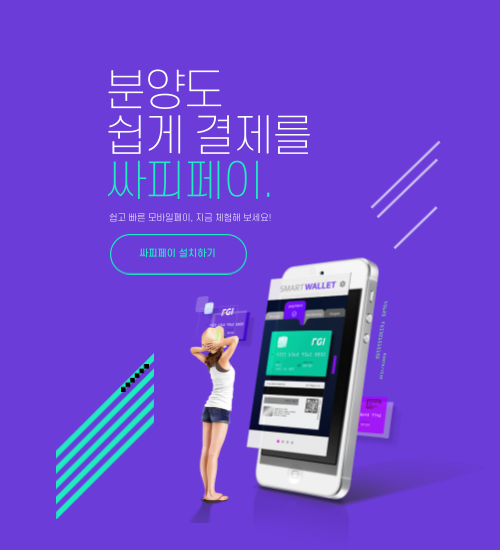 분양도
쉽게 결제를
싸피페이.
쉽고 빠른 모바일페이, 지금 체험해 보세요!
싸피페이 설치하기
SMART WALLET